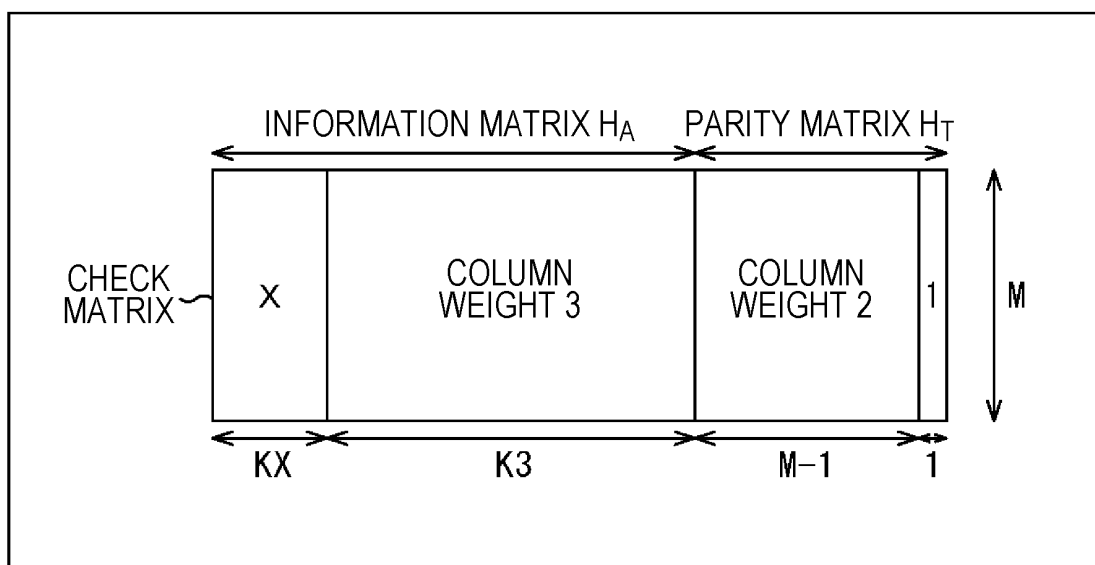 INFORMATION MATRIX HA PARITY MATRIX HT
CHECK
MATRIX
X
COLUMN
WEIGHT 3
COLUMN
WEIGHT 2
1
M
KX K3 M-1 1